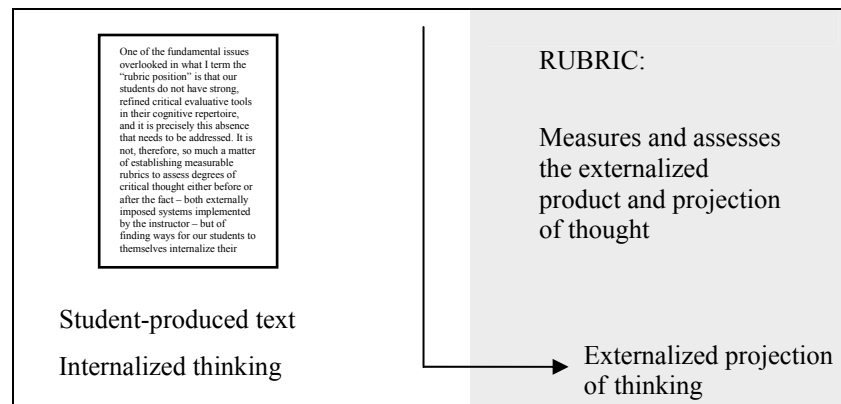 One of the fundamental issues
overlooked in what I term the
“rubric position” is that our
students do not have strong,
refined critical evaluative tools
in their cognitive repertoire,
and it is precisely this absence
that needs to be addressed. It is
not, therefore, so much a matter
of establishing measurable
rubrics to assess degrees of
critical thought either before or
after the fact – both externally
imposed systems implemented
by the instructor – but of
finding ways for our students to
themselves internalize their
Student-produced text
Internalized thinking
RUBRIC:
Measures and assesses
the externalized
product and projection
of thought
Externalized projection
of thinking